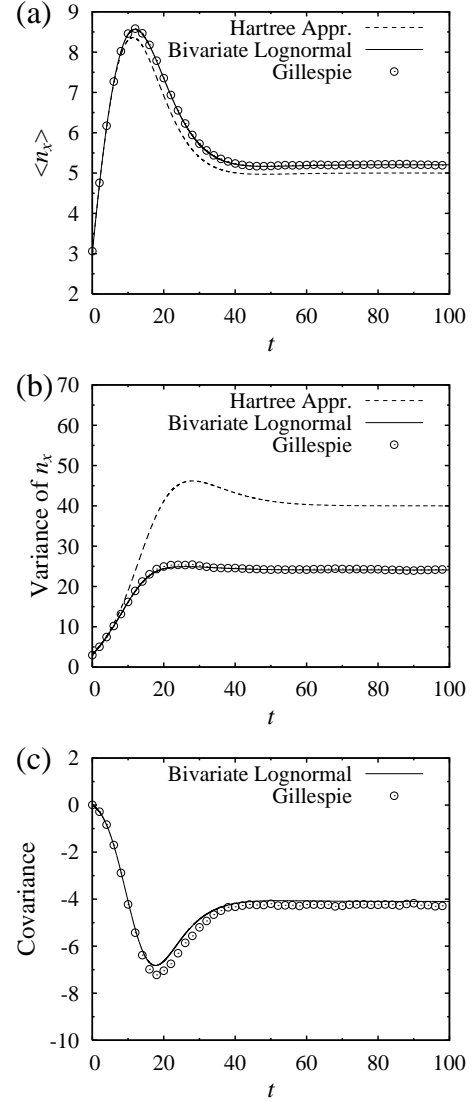 (a)
Hartree Appr.
Bivariate Lognormal
Gillespie
<n_x>
9
8
7
6
5
4
3
2
0 20 40 60 80 100
t
(b)
Hartree Appr.
Bivariate Lognormal
Gillespie
Variance of n_x
70
60
50
40
30
20
10
0
0 20 40 60 80 100
t
(c)
Bivariate Lognormal
Gillespie
Covariance
2
0
-2
-4
-6
-8
-10
0 20 40 60 80 100
t